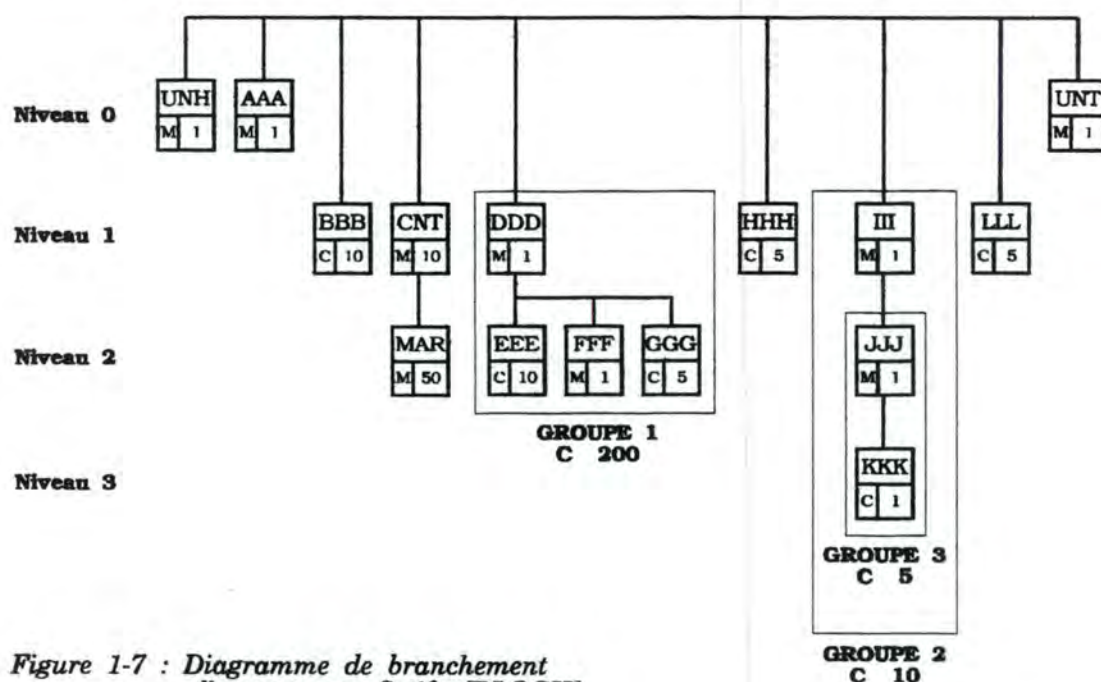 Niveau 0
UNH
M 1
AAA
M 1
UNT
M 1
Niveau 1
BBB
C 10
CNT
M 10
DDD
M 1
HHH
C 5
III
M 1
LLL
C 5
Niveau 2
MAR
M 50
EEE
C 10
FFF
M 1
GGG
C 5
JJJ
M 1
GROUPE 1
C 200
Niveau 3
KKK
C 1
GROUPE 3
C 5
GROUPE 2
C 10
Figure 1-7 : Diagramme de branchement